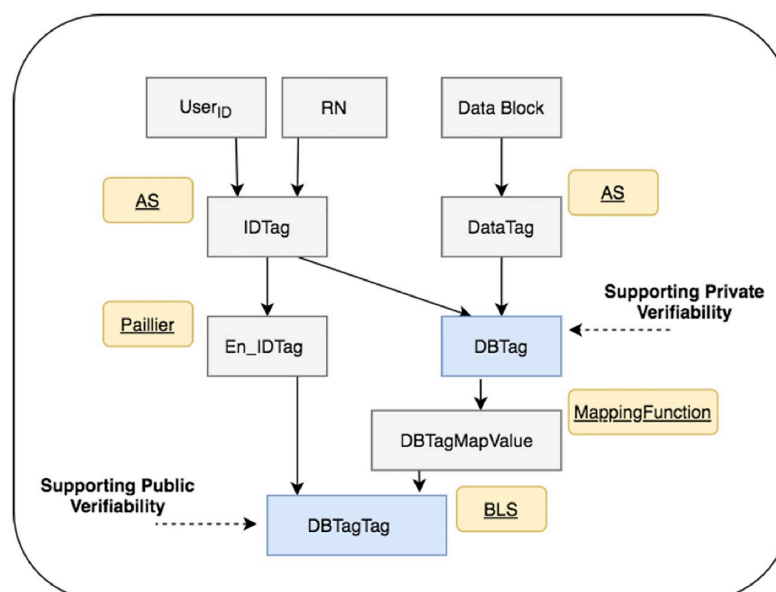 User_ID
RN
Data Block
AS
AS
IDTag
DataTag
Supporting Private
Verifiability
Paillier
En_IDTag
DBTag
MappingFunction
DBTagMapValue
Supporting Public
Verifiability
BLS
DBTagTag